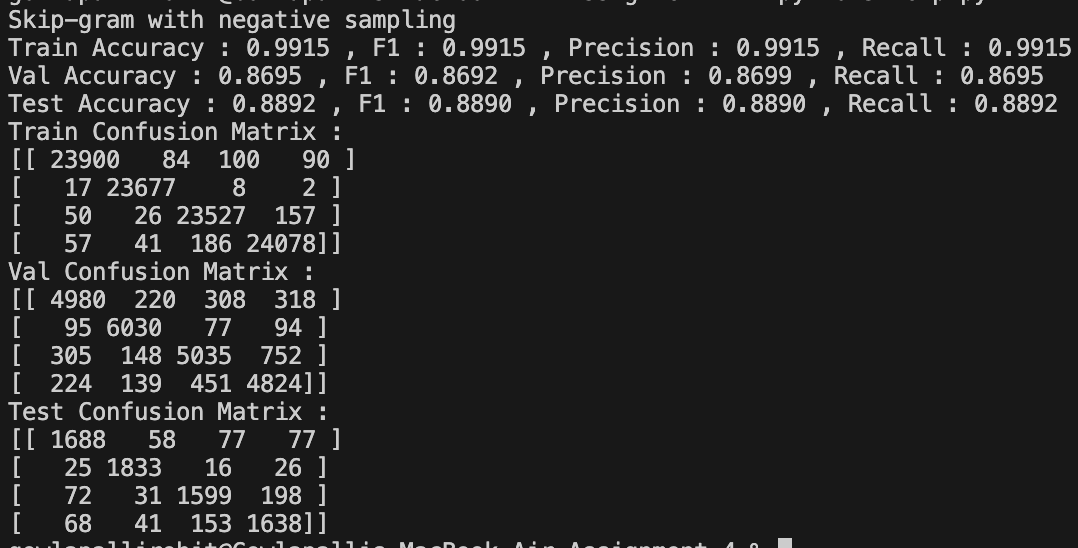 Skip-gram with negative sampling
Train Accuracy : 0.9915 , F1 : 0.9915 , Precision : 0.9915 , Recall : 0.9915
Val Accuracy : 0.8695 , F1 : 0.8692 , Precision : 0.8699 , Recall : 0.8695
Test Accuracy : 0.8892 , F1 : 0.8890 , Precision : 0.8890 , Recall : 0.8892
Train Confusion Matrix :
[[ 23900   84  100   90 ]
[   17 23677    8    2 ]
[   50   26 23527  157 ]
[   57   41  186 24078]]
Val Confusion Matrix :
[[ 4980  220  308  318 ]
[   95 6030   77   94 ]
[  305  148 5035  752 ]
[  224  139  451 4824]]
Test Confusion Matrix :
[[ 1688   58   77   77 ]
[   25 1833   16   26 ]
[   72   31 1599  198 ]
[   68   41  153 1638]]